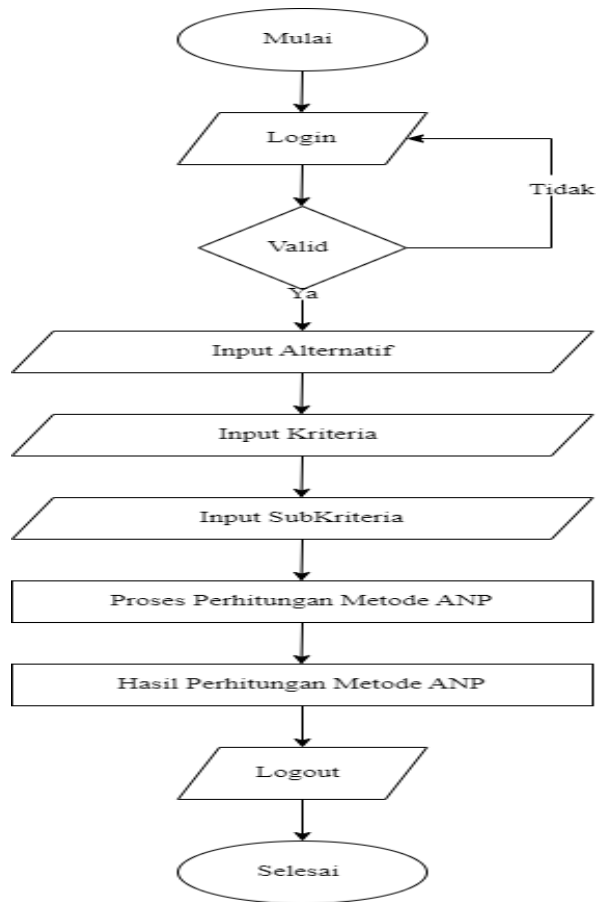 Mulai
Login
Tidak
Valid
Ya
Input Alternatif
Input Kriteria
Input SubKriteria
Proses Perhitungan Metode ANP
Hasil Perhitungan Metode ANP
Logout
Selesai